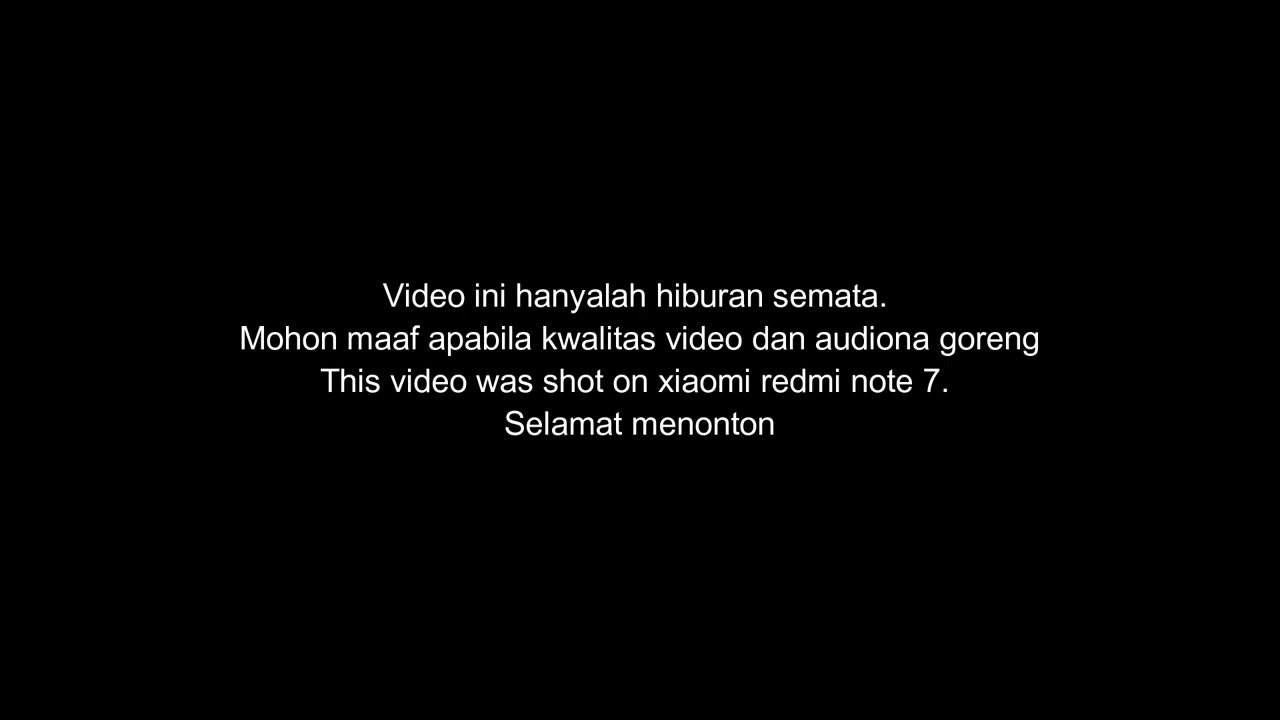 Video ini hanyalah hiburan semata.
Mohon maaf apabila kwalitas video dan audiona goreng
This video was shot on xiaomi redmi note 7.
Selamat menonton